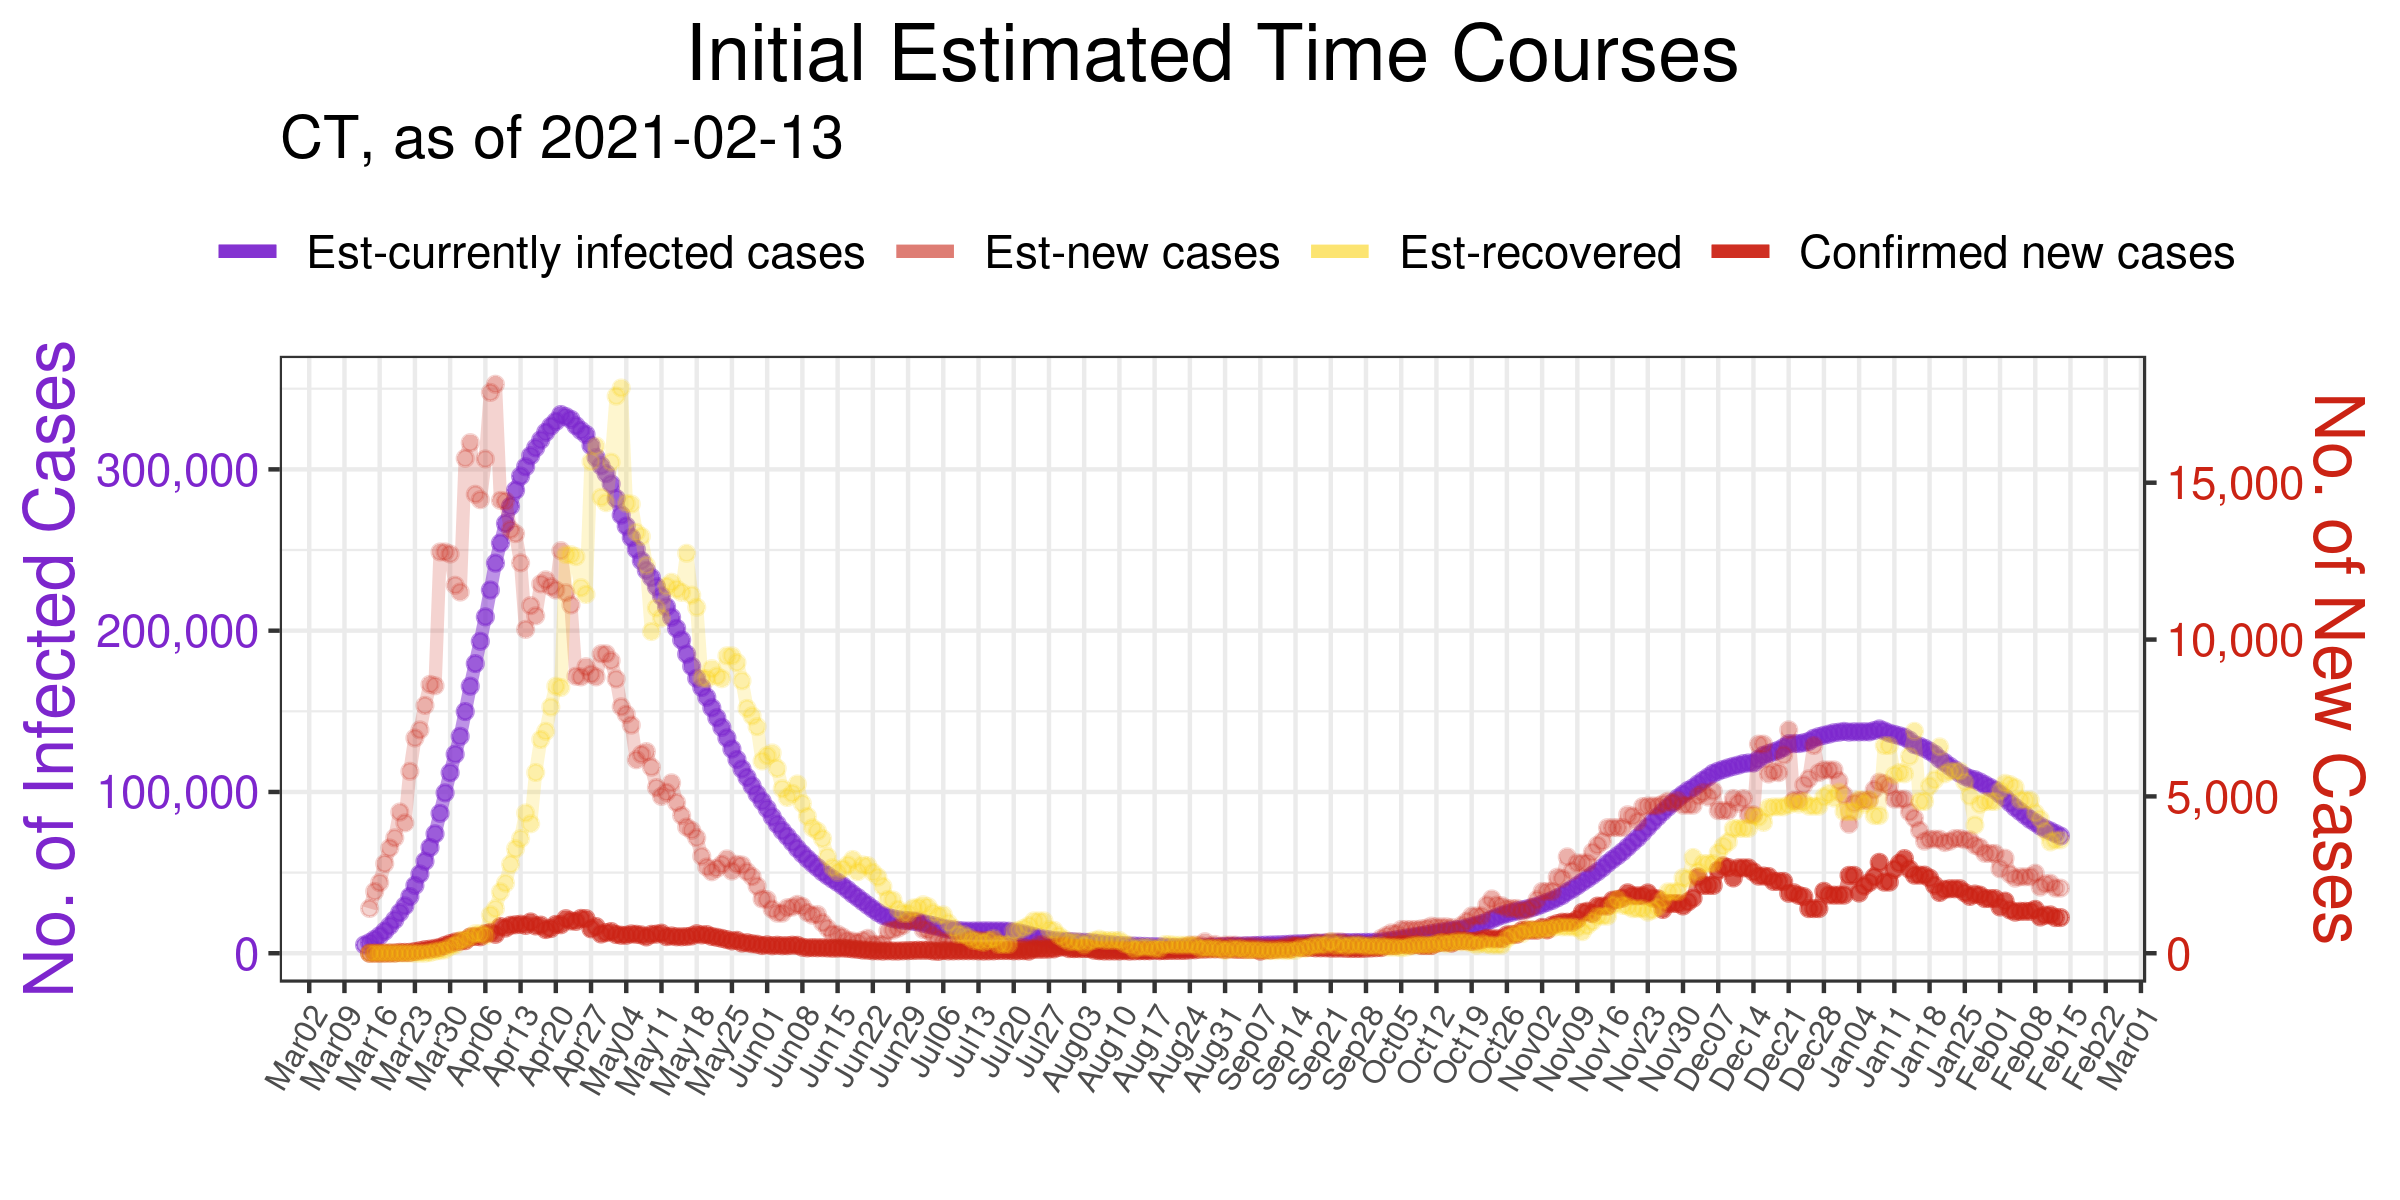 Initial Estimated Time Courses
CT, as of 2021-02-13
Est-currently infected cases Est-new cases Est-recovered Confirmed new cases
No. of Infected Cases
300,000
200,000
100,000
0
15,000
10,000
5,000
0
No. of New Cases
Mar02 Mar09 Mar16 Mar23 Mar30 Apr06 Apr13 Apr20 Apr27 May04 May11 May18 May25 Jun01 Jun08 Jun15 Jun22 Jun29 Jul06 Jul13 Jul20 Jul27 Aug03 Aug10 Aug17 Aug24 Aug31 Sep07 Sep14 Sep21 Sep28 Oct05 Oct12 Oct19 Oct26 Nov02 Nov09 Nov16 Nov23 Nov30 Dec07 Dec14 Dec21 Dec28 Jan04 Jan11 Jan18 Jan25 Feb01 Feb08 Feb15 Feb22 Mar01